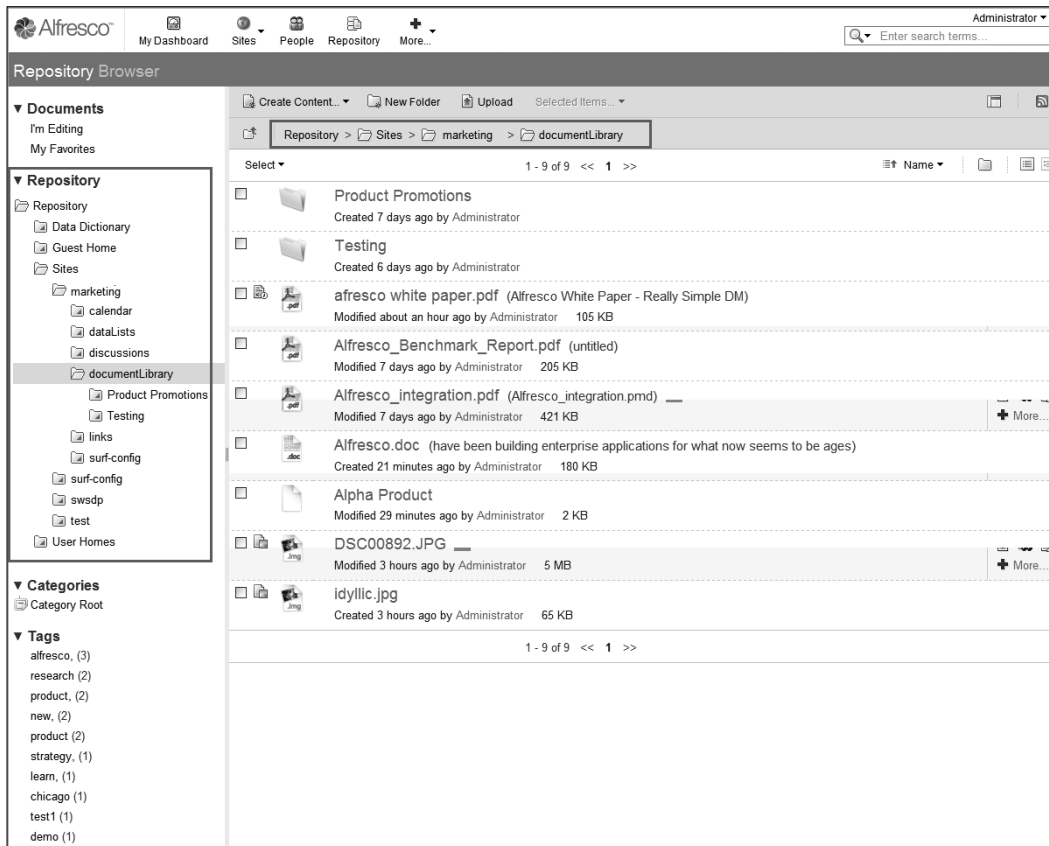 Alfresco™
My Dashboard
Sites
People
Repository
More...
Administrator
Enter search terms...
Repository Browser
Documents
I'm Editing
My Favorites
Repository
Repository
Data Dictionary
Guest Home
Sites
marketing
calendar
dataLists
discussions
documentLibrary
Product Promotions
Testing
links
surf-config
surf-config
swsdp
test
User Homes
Categories
Category Root
Tags
alfresco, (3)
research (2)
product, (2)
new, (2)
product (2)
strategy, (1)
learn, (1)
chicago (1)
test1 (1)
demo (1)
Create Content... New Folder Upload Selected Items...
Repository > Sites > marketing > documentLibrary
Select 1 - 9 of 9 << 1 >> Name
Product Promotions
Created 7 days ago by Administrator
Testing
Created 6 days ago by Administrator
.pdf
afresco white paper.pdf (Alfresco White Paper - Really Simple DM)
Modified about an hour ago by Administrator 105 KB
.pdf
Alfresco_Benchmark_Report.pdf (untitled)
Modified 7 days ago by Administrator 205 KB
.pdf
Alfresco_integration.pdf (Alfresco_integration.pmd)
Modified 7 days ago by Administrator 421 KB
More...
.doc
Alfresco.doc (have been building enterprise applications for what now seems to be ages)
Created 21 minutes ago by Administrator 180 KB
Alpha Product
Modified 29 minutes ago by Administrator 2 KB
.Img
DSC00892.JPG
Modified 3 hours ago by Administrator 5 MB
More...
.Img
idyllic.jpg
Created 3 hours ago by Administrator 65 KB
1 - 9 of 9 << 1 >>